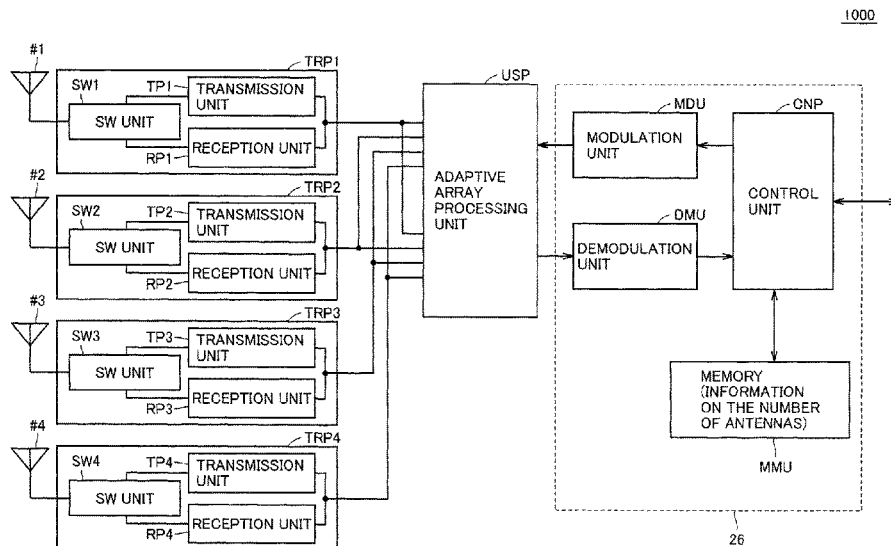 1000
#1
TRP1
SW1
TP1
TRANSMISSION
UNIT
SW UNIT
RP1
RECEPTION UNIT
#2
TRP2
SW2
TP2
TRANSMISSION
UNIT
SW UNIT
RP2
RECEPTION UNIT
#3
TRP3
SW3
TP3
TRANSMISSION
UNIT
SW UNIT
RP3
RECEPTION UNIT
#4
TRP4
SW4
TP4
TRANSMISSION
UNIT
SW UNIT
RP4
RECEPTION UNIT
USP
ADAPTIVE
ARRAY
PROCESSING
UNIT
MDU
MODULATION
UNIT
DMU
DEMODULATION
UNIT
CNP
CONTROL
UNIT
MEMORY
(INFORMATION
ON THE NUMBER
OF ANTENNAS)
MMU
26